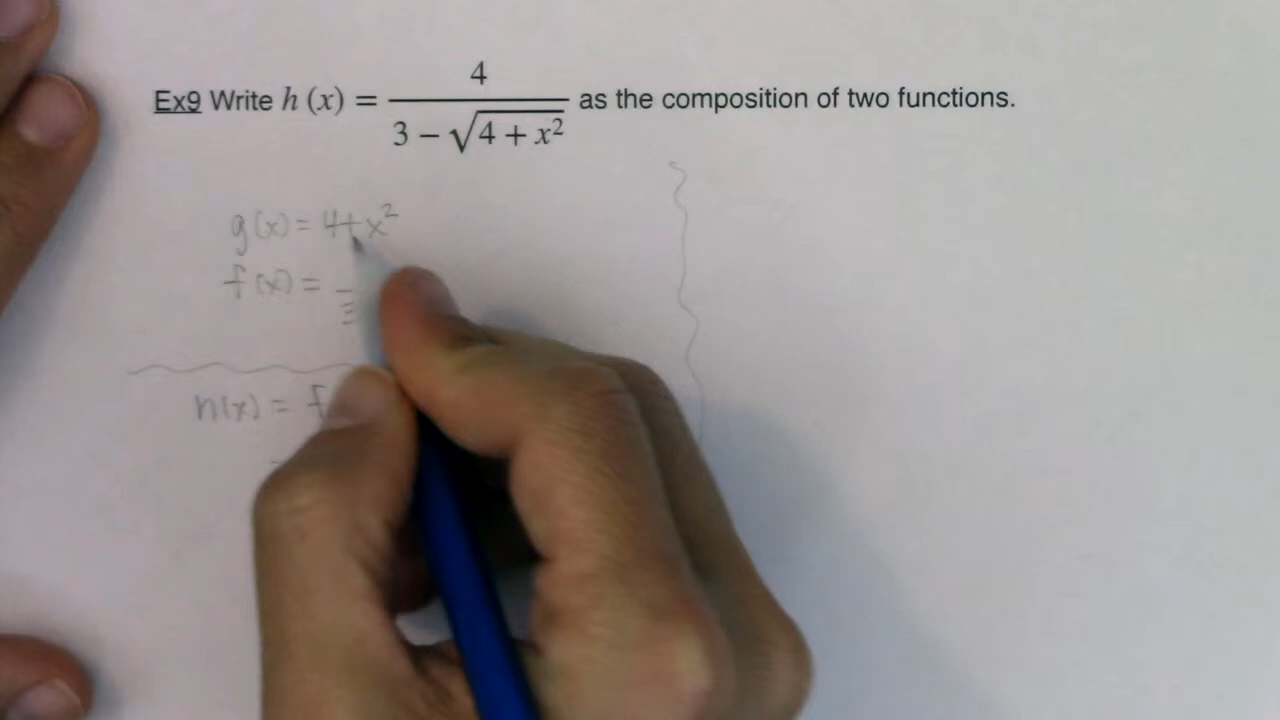 Ex9 Write h (x) = 4 / (3 − √(4 + x²)) as the composition of two functions.
g(x) = 4+x²
f(x) =
h(x) = f